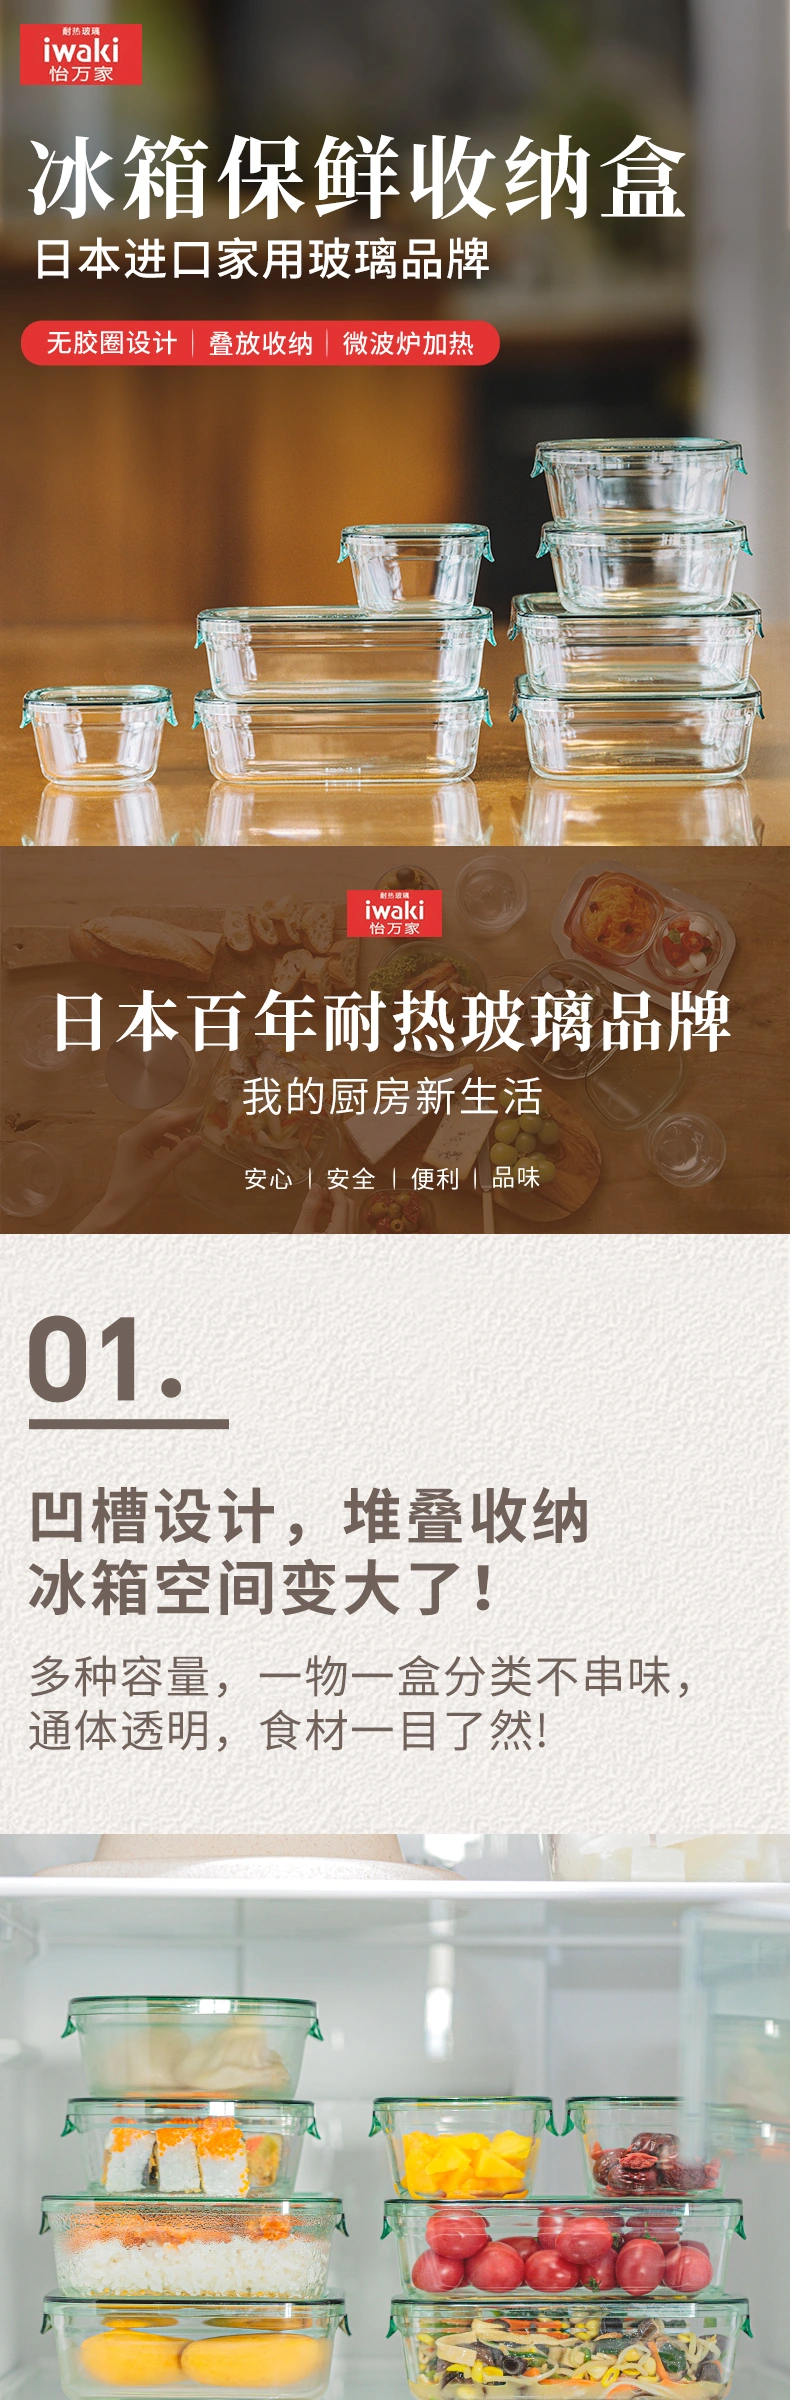 耐热玻璃
iwaki
怡万家
冰箱保鲜收纳盒
日本进口家用玻璃品牌
无胶圈设计 | 叠放收纳 | 微波炉加热
耐热玻璃
iwaki
怡万家
日本百年耐热玻璃品牌
我的厨房新生活
安心 | 安全 | 便利 | 品味
01.
凹槽设计，堆叠收纳
冰箱空间变大了！
多种容量，一物一盒分类不串味，
通体透明，食材一目了然!